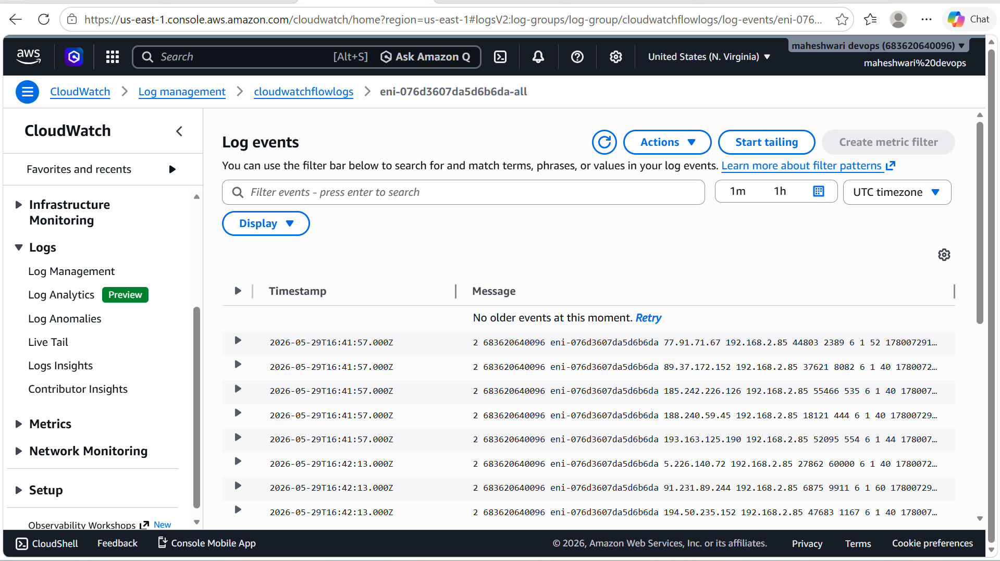 https://us-east-1.console.aws.amazon.com/cloudwatch/home?region=us-east-1#logsV2:log-groups/log-group/cloudwatchflowlogs/log-events/eni-076...
Chat
aws
Search [Alt+S] Ask Amazon Q
United States (N. Virginia)
maheshwari devops (683620640096)
maheshwari%20devops
CloudWatch
Log management
cloudwatchflowlogs
eni-076d3607da5d6b6da-all
CloudWatch
Favorites and recents
Infrastructure
Monitoring
Logs
Log Management
Log Analytics Preview
Log Anomalies
Live Tail
Logs Insights
Contributor Insights
Metrics
Network Monitoring
Setup
Observability Workshops New
Log events
Actions
Start tailing
Create metric filter
You can use the filter bar below to search for and match terms, phrases, or values in your log events. Learn more about filter patterns
Filter events - press enter to search
1m 1h
UTC timezone
Display
Timestamp Message
No older events at this moment. Retry
2026-05-29T16:41:57.000Z 2 683620640096 eni-076d3607da5d6b6da 77.91.71.67 192.168.2.85 44803 2389 6 1 52 178007291…
2026-05-29T16:41:57.000Z 2 683620640096 eni-076d3607da5d6b6da 89.37.172.152 192.168.2.85 37621 8082 6 1 40 1780072…
2026-05-29T16:41:57.000Z 2 683620640096 eni-076d3607da5d6b6da 185.242.226.126 192.168.2.85 55466 535 6 1 40 178007…
2026-05-29T16:41:57.000Z 2 683620640096 eni-076d3607da5d6b6da 188.240.59.45 192.168.2.85 18121 444 6 1 40 17800729…
2026-05-29T16:41:57.000Z 2 683620640096 eni-076d3607da5d6b6da 193.163.125.190 192.168.2.85 52095 554 6 1 44 178007…
2026-05-29T16:42:13.000Z 2 683620640096 eni-076d3607da5d6b6da 5.226.140.72 192.168.2.85 27862 60000 6 1 40 1780072…
2026-05-29T16:42:13.000Z 2 683620640096 eni-076d3607da5d6b6da 91.231.89.244 192.168.2.85 6875 9911 6 1 60 17800729…
2026-05-29T16:42:13.000Z 2 683620640096 eni-076d3607da5d6b6da 194.50.235.152 192.168.2.85 47683 1167 6 1 40 178007…
CloudShell Feedback Console Mobile App © 2026, Amazon Web Services, Inc. or its affiliates. Privacy Terms Cookie preferences